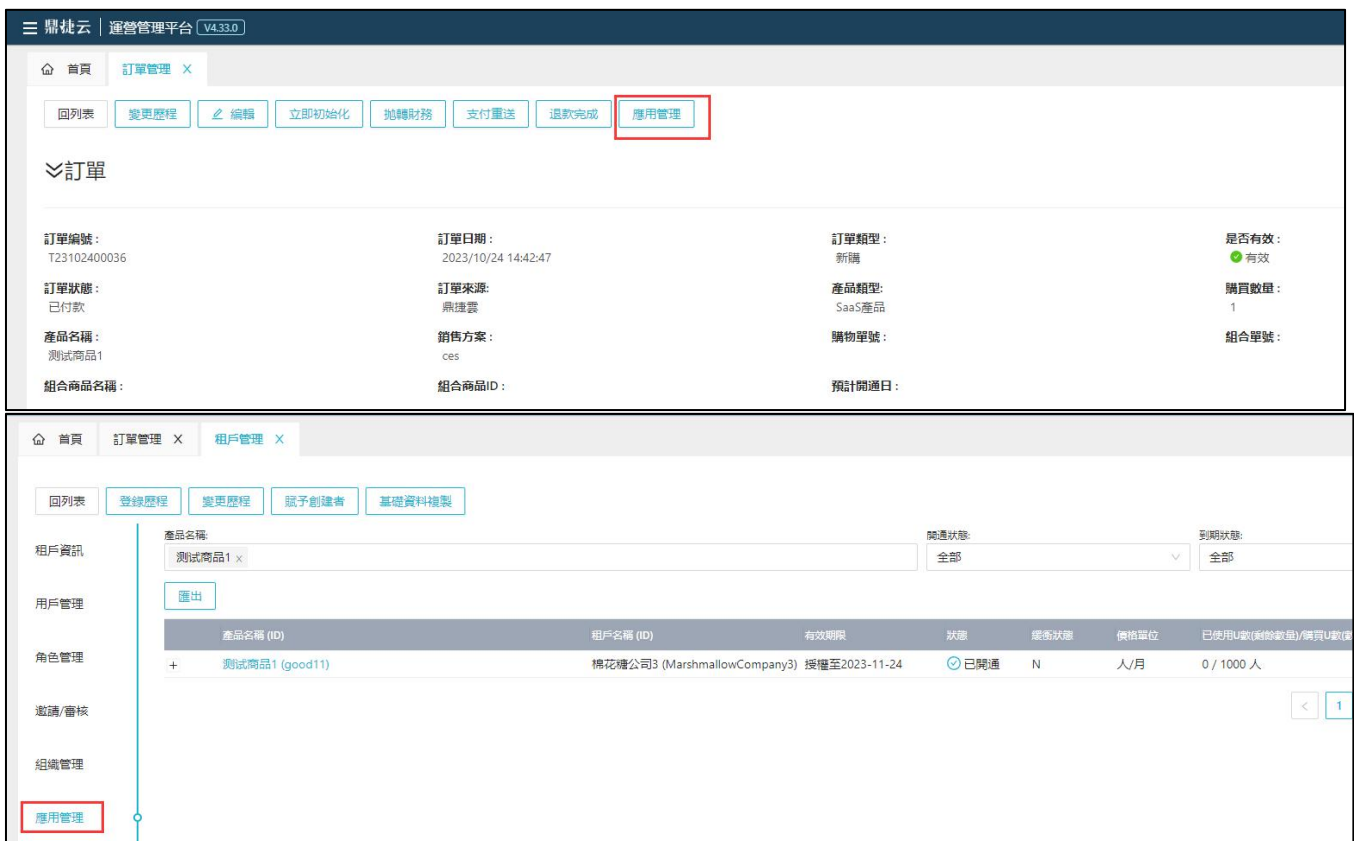 鼎捷云 運營管理平台 V4.33.0
首頁 訂單管理 X
回列表 變更歷程 編輯 立即初始化 拋轉財務 支付重送 退款完成 應用管理
訂單
訂單編號： 訂單日期： 訂單類型： 是否有效：
T23102400036 2023/10/24 14:42:47 新購 有效
訂單狀態： 訂單來源: 產品類型: 購買數量：
已付款 鼎捷雲 SaaS產品 1
產品名稱： 銷售方案： 購物單號： 組合單號：
测试商品1 ces
組合商品名稱： 組合商品ID： 預計開通日：
首頁 訂單管理 X 租戶管理 X
回列表 登錄歷程 變更歷程 賦予創建者 基礎資料複製
租戶資訊
用戶管理
角色管理
邀請/審核
組織管理
應用管理
產品名稱: 開通狀態: 到期狀態:
测试商品1 x 全部 全部
匯出
產品名稱 (ID) 租戶名稱 (ID) 有效期限 狀態 緩衝狀態 價格單位 已使用U數(剩餘數量)/購買U數(
+ 测试商品1 (good11) 棉花糖公司3 (MarshmallowCompany3) 授權至2023-11-24 已開通 N 人/月 0 / 1000 人
< 1